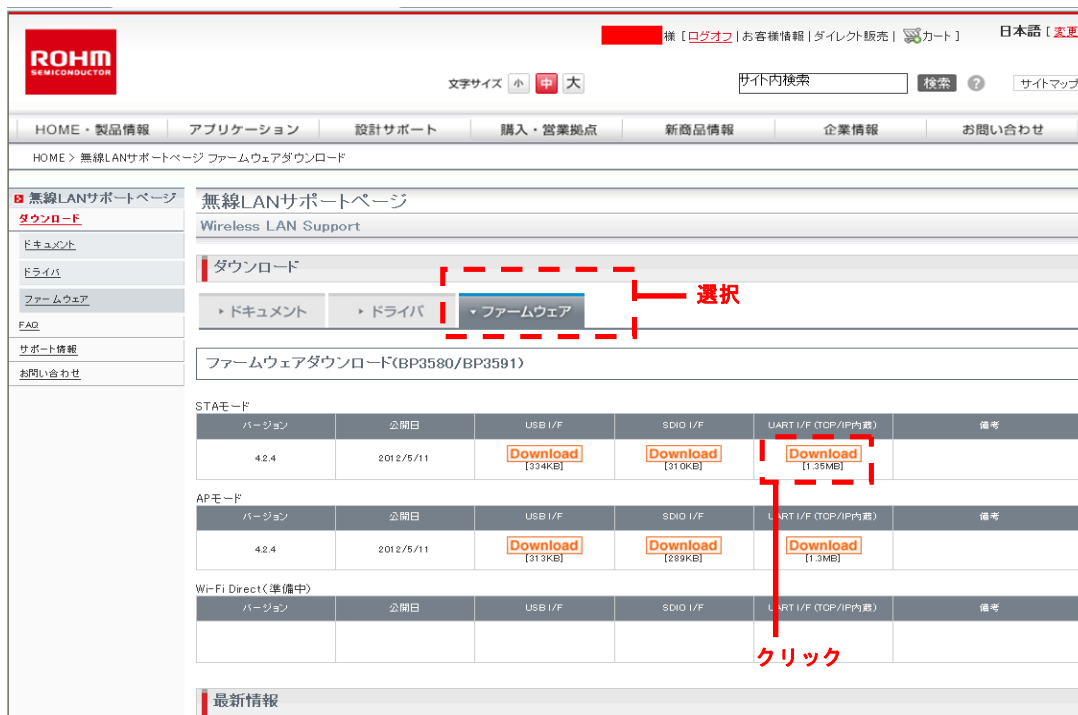 様 [ログオフ|お客様情報|ダイレクト販売| カート]
日本語 [変更
ROHM
SEMICONDUCTOR
文字サイズ 小 中 大
サイト内検索 検索 ? サイトマップ
HOME・製品情報 アプリケーション 設計サポート 購入・営業拠点 新商品情報 企業情報 お問い合わせ
HOME > 無線LANサポートページ ファームウェアダウンロード
無線LANサポートページ
ダウンロード
ドキュメント
ドライバ
ファームウェア
FAQ
サポート情報
お問い合わせ
無線LANサポートページ
Wireless LAN Support
ダウンロード
選択
ドキュメント ドライバ ファームウェア
ファームウェアダウンロード(BP3580/BP3591)
STAモード
バージョン 公開日 USB I/F SDIO I/F UART I/F (TCP/IP内蔵) 備考
4.2.4 2012/5/11 Download Download Download
[334KB] [310KB] [1.35MB]
APモード
バージョン 公開日 USB I/F SDIO I/F UART I/F (TCP/IP内蔵) 備考
4.2.4 2012/5/11 Download Download Download
[313KB] [289KB] [1.3MB]
Wi-Fi Direct(準備中)
バージョン 公開日 USB I/F SDIO I/F UART I/F (TCP/IP内蔵) 備考
クリック
最新情報